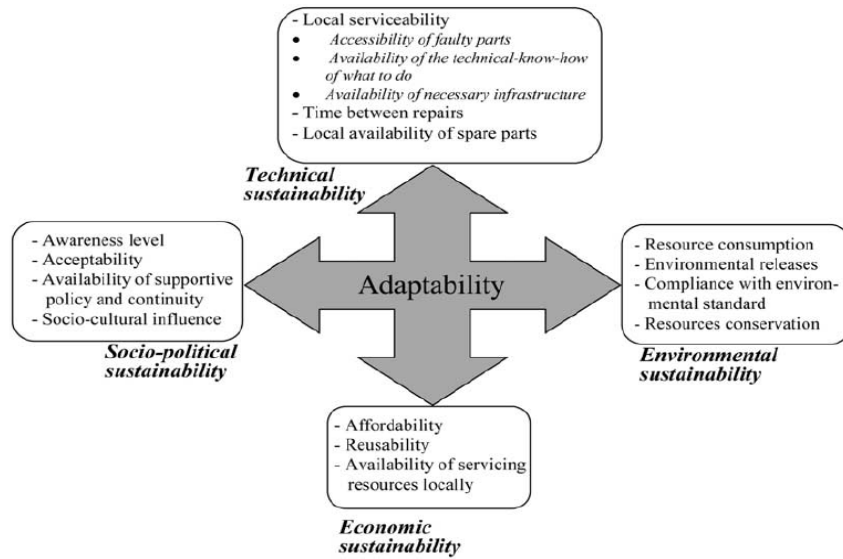 - Local serviceability
• Accessibility of faulty parts
• Availability of the technical-know-how
of what to do
• Availability of necessary infrastructure
- Time between repairs
- Local availability of spare parts
Technical
sustainability
- Awareness level
- Acceptability
- Availability of supportive
policy and continuity
- Socio-cultural influence
Socio-political
sustainability
Adaptability
- Resource consumption
- Environmental releases
- Compliance with environ-
mental standard
- Resources conservation
Environmental
sustainability
- Affordability
- Reusability
- Availability of servicing
resources locally
Economic
sustainability